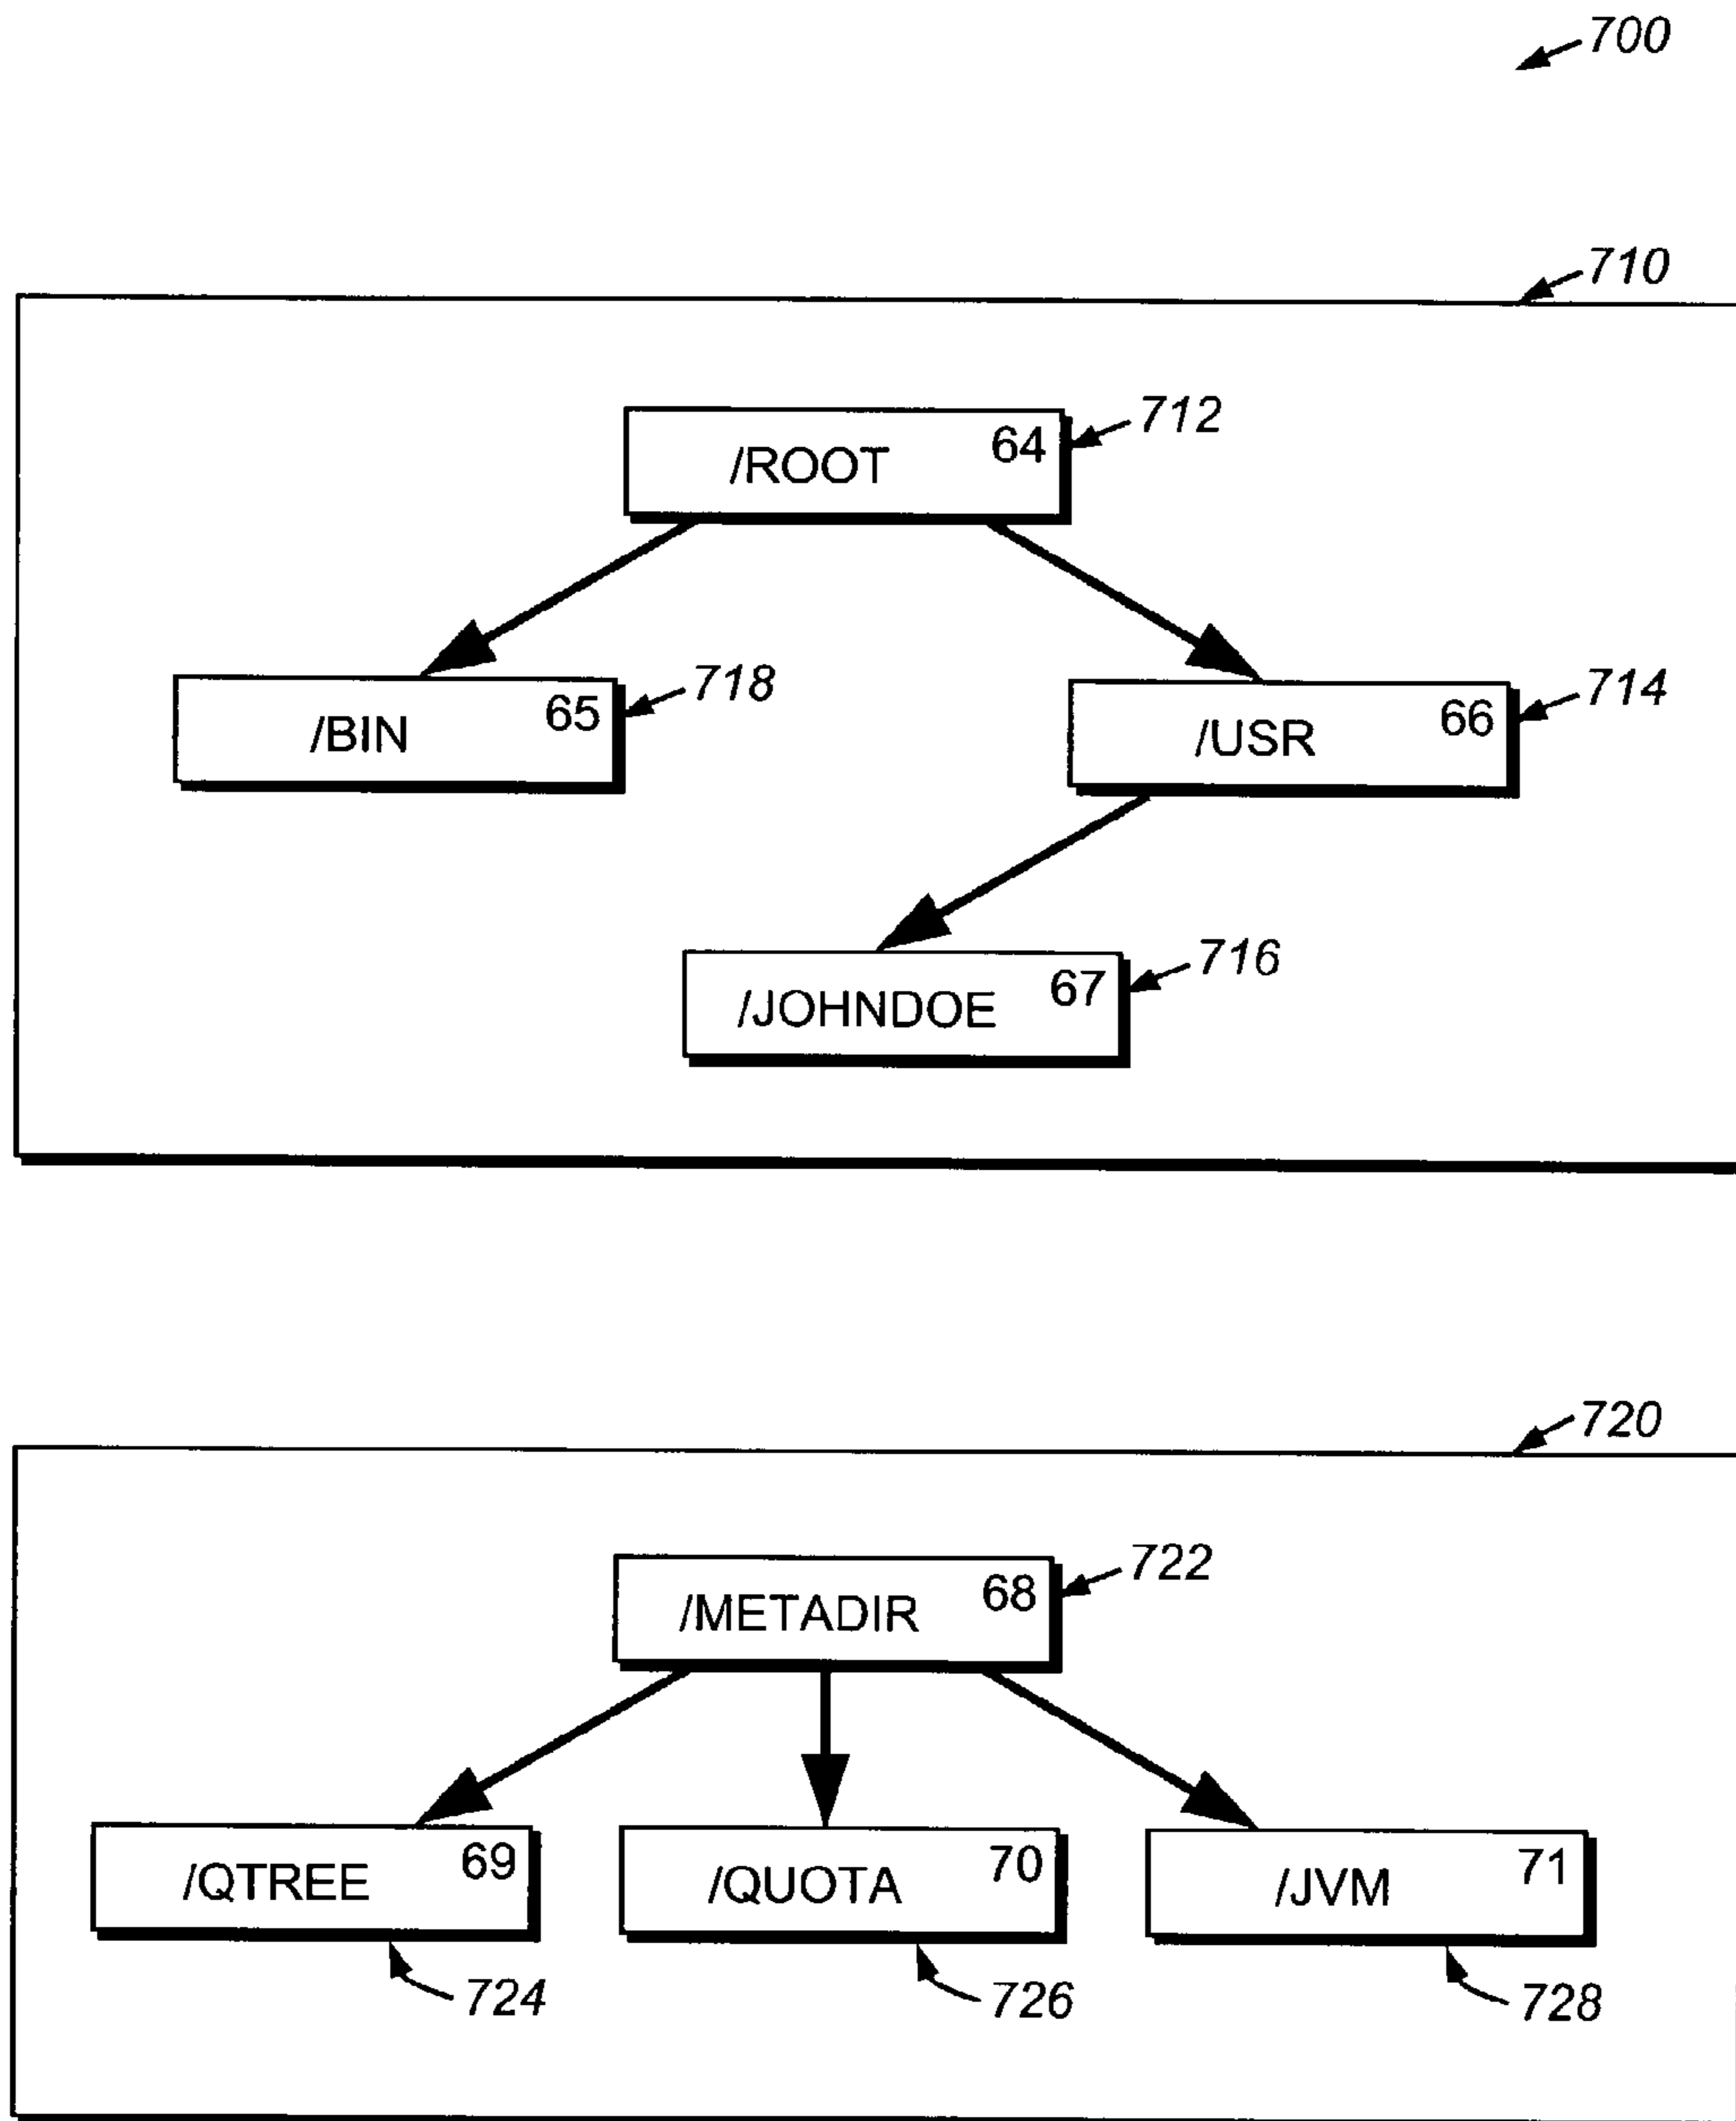 700
710
/ROOT 64 712
/BIN 65 718
/USR 66 714
/JOHNDOE 67 716
720
/METADIR 68 722
/QTREE 69
/QUOTA 70
/JVM 71
724
726
728